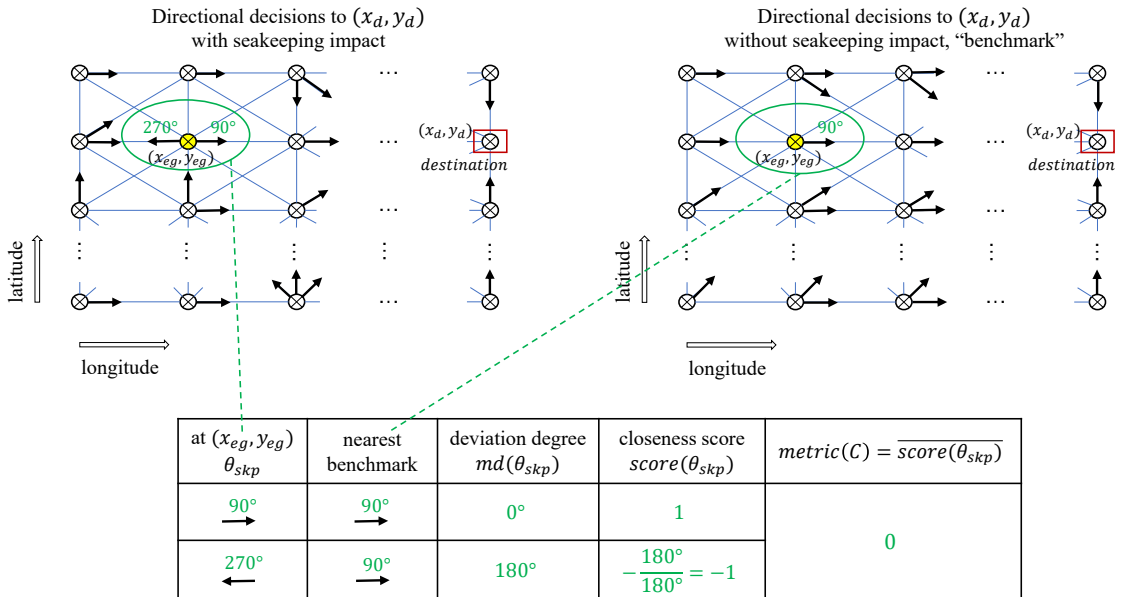 Directional decisions to (x_d, y_d)
with seakeeping impact
Directional decisions to (x_d, y_d)
without seakeeping impact, “benchmark”
⋯
⋯
270°
90°
(x_eg, y_eg)
⋯
(x_d, y_d)
destination
90°
(x_eg, y_eg)
⋯
(x_d, y_d)
destination
⋯
⋯
⋮
⋮
⋮
⋮
⋮
⋮
⋮
⋮
latitude
latitude
⋯
⋯
longitude
longitude
at (x_eg, y_eg)
θ_skp
nearest
benchmark
deviation degree
md(θ_skp)
closeness score
score(θ_skp)
metric(C) = \overline{score(θ_skp)}
90°
90°
0°
1
0
270°
90°
180°
−180°/180° = −1